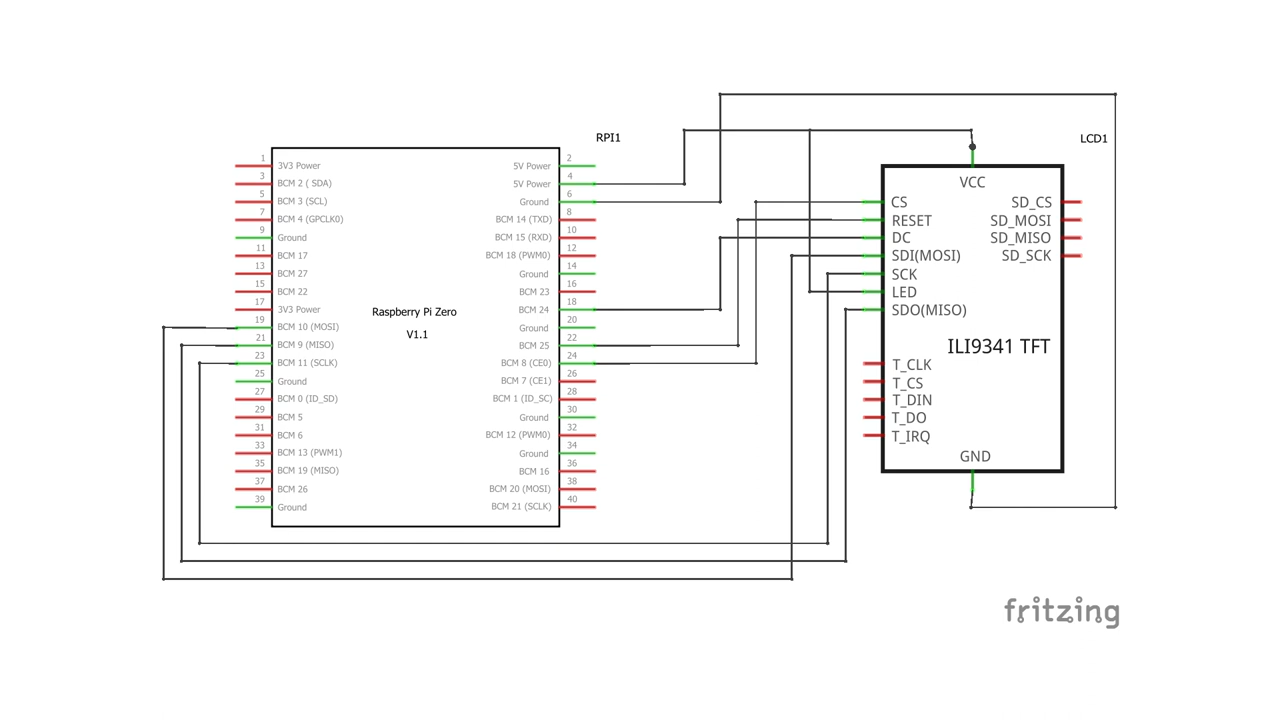 RPI1
LCD1
1 3V3 Power 5V Power 2
3 BCM 2 ( SDA) 5V Power 4
5 BCM 3 (SCL) Ground 6
7 BCM 4 (GPCLK0) BCM 14 (TXD) 8
9 Ground BCM 15 (RXD) 10
11 BCM 17 BCM 18 (PWM0) 12
13 BCM 27 Ground 14
15 BCM 22 BCM 23 16
17 3V3 Power BCM 24 18
19 BCM 10 (MOSI) Ground 20
21 BCM 9 (MISO) BCM 25 22
23 BCM 11 (SCLK) BCM 8 (CE0) 24
25 Ground BCM 7 (CE1) 26
27 BCM 0 (ID_SD) BCM 1 (ID_SC) 28
29 BCM 5 Ground 30
31 BCM 6 BCM 12 (PWM0) 32
33 BCM 13 (PWM1) Ground 34
35 BCM 19 (MISO) BCM 16 36
37 BCM 26 BCM 20 (MOSI) 38
39 Ground BCM 21 (SCLK) 40
Raspberry Pi Zero
V1.1
VCC
CS SD_CS
RESET SD_MOSI
DC SD_MISO
SDI(MOSI) SD_SCK
SCK
LED
SDO(MISO)
ILI9341 TFT
T_CLK
T_CS
T_DIN
T_DO
T_IRQ
GND
fritzing